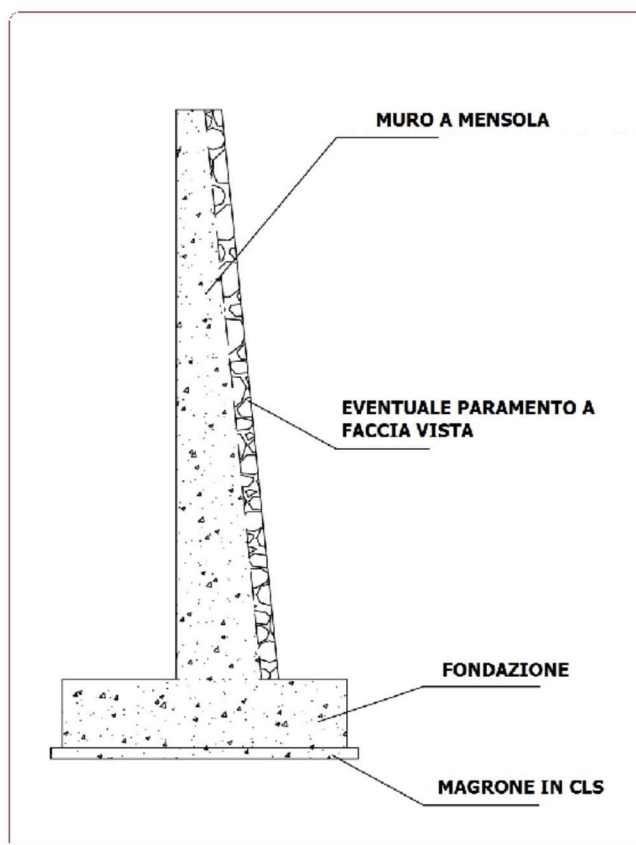 MURO A MENSOLA
EVENTUALE PARAMENTO A
FACCIA VISTA
FONDAZIONE
MAGRONE IN CLS